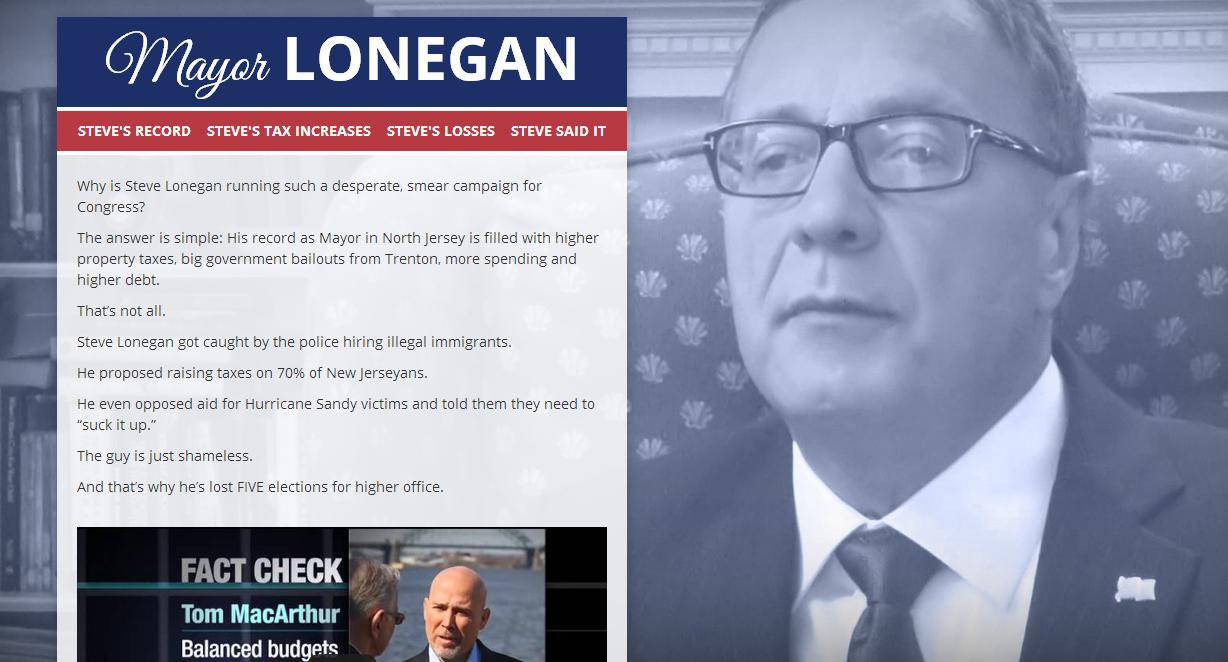 Mayor LONEGAN
STEVE'S RECORD STEVE'S TAX INCREASES STEVE'S LOSSES STEVE SAID IT
Why is Steve Lonegan running such a desperate, smear campaign for
Congress?
The answer is simple: His record as Mayor in North Jersey is filled with higher
property taxes, big government bailouts from Trenton, more spending and
higher debt.
That’s not all.
Steve Lonegan got caught by the police hiring illegal immigrants.
He proposed raising taxes on 70% of New Jerseyans.
He even opposed aid for Hurricane Sandy victims and told them they need to
“suck it up.”
The guy is just shameless.
And that’s why he’s lost FIVE elections for higher office.
FACT CHECK
Tom MacArthur
Balanced budgets